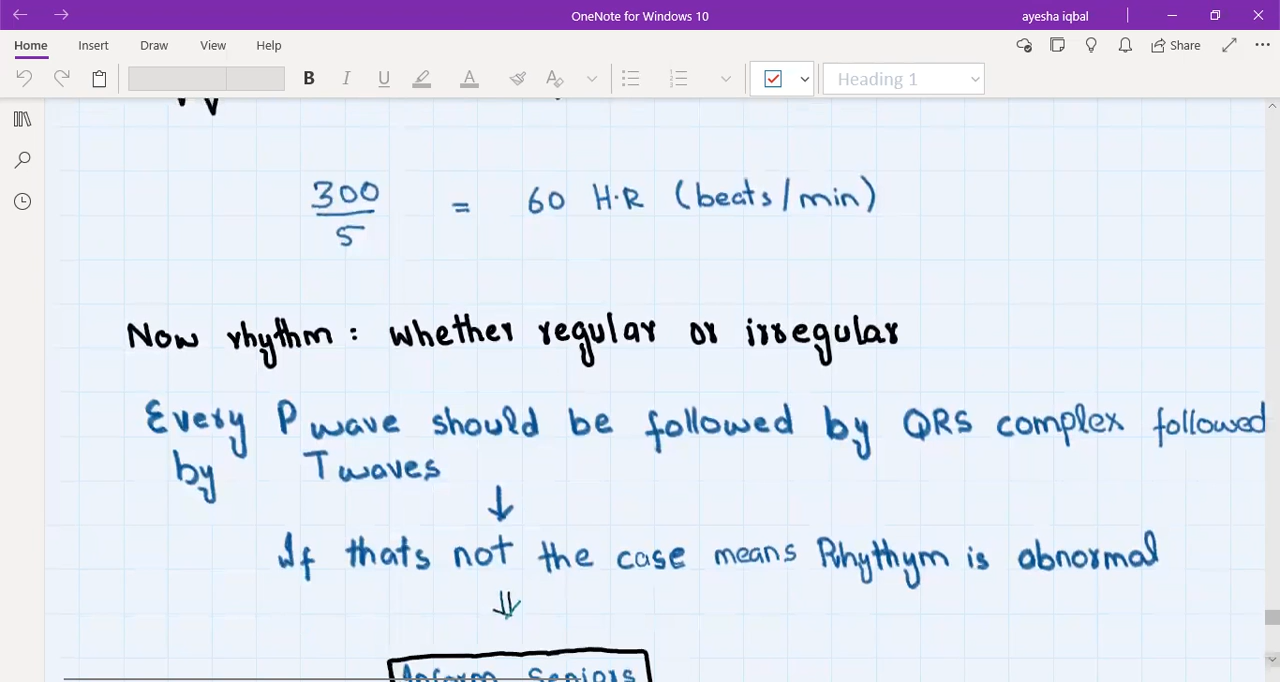 OneNote for Windows 10
ayesha iqbal
Home Insert Draw View Help
Share
B I U A A
Heading 1
300
5
= 60 H.R (beats/min)
Now rhythm: whether regular or irregular
Every P wave should be followed by QRS complex followed
by T waves
If thats not the case means Rhythym is abnormal
Inform Seniors